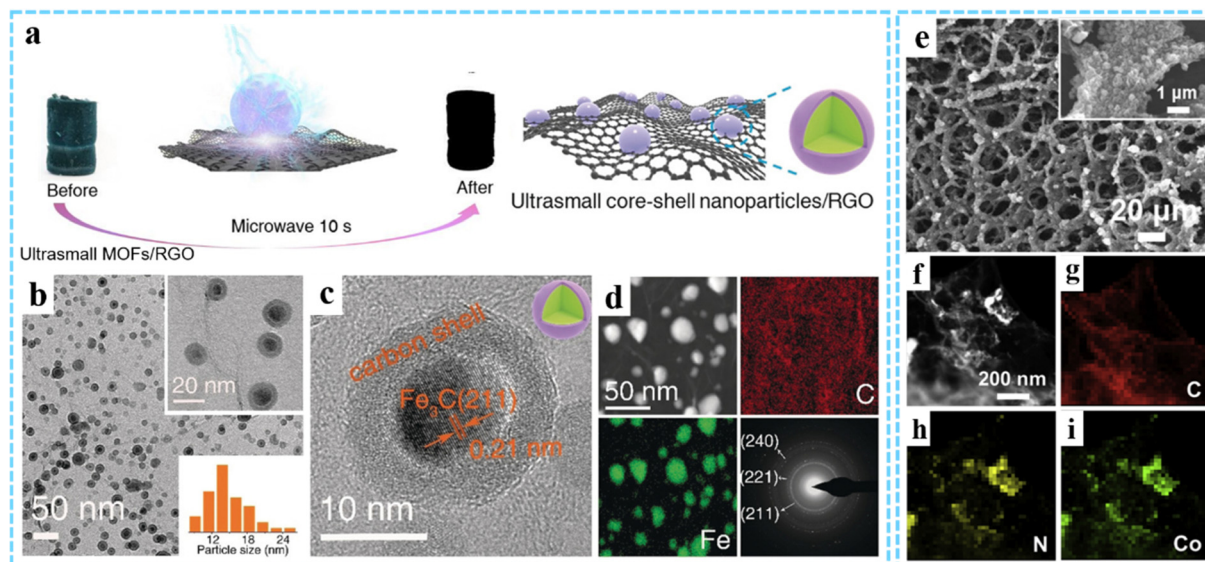 a
Before
After
Microwave 10 s
Ultrasmall MOFs/RGO
Ultrasmall core-shell nanoparticles/RGO
b
20 nm
50 nm
12 18 24
Particle size (nm)
c
carbon shell
Fe₃C(211)
0.21 nm
10 nm
d
50 nm
C
Fe
(240)
(221)
(211)
e
1 µm
20 µm
f
200 nm
g
C
h
N
i
Co